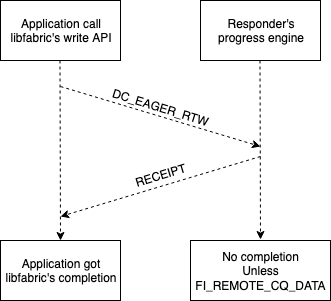 Application call
libfabric's write API
Responder's
progress engine
DC_EAGER_RTW
RECEIPT
Application got
libfabric's completion
No completion
Unless
FI_REMOTE_CQ_DATA